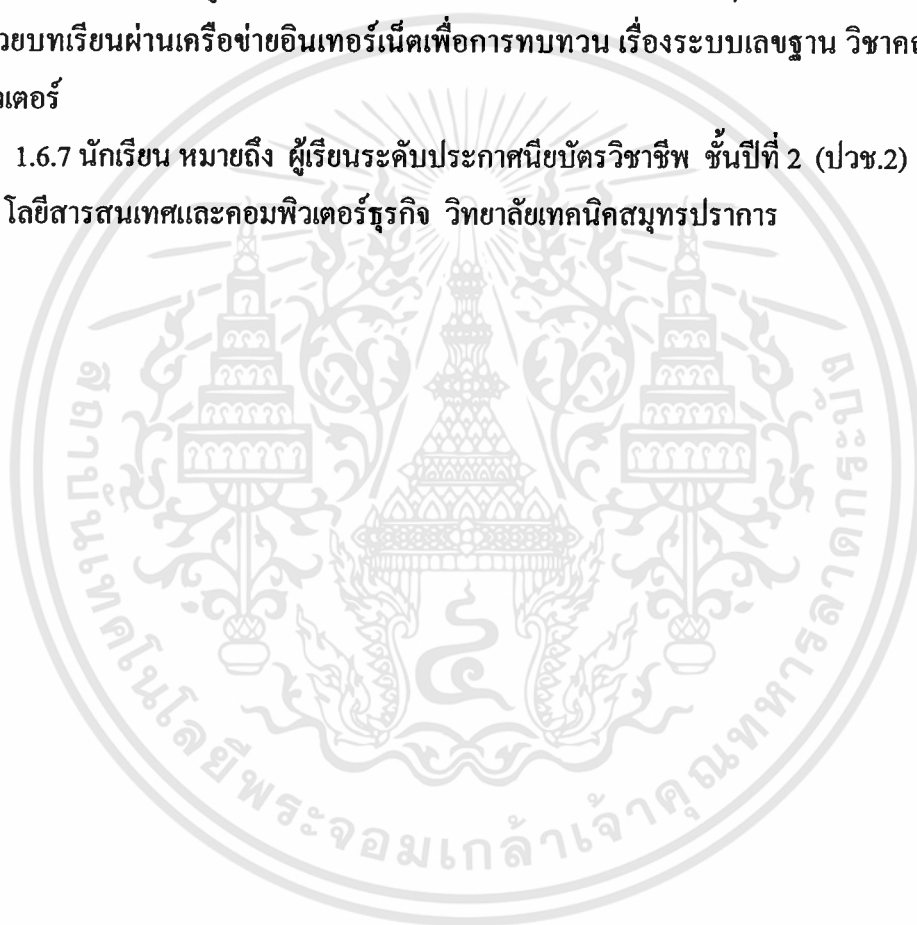 วยบทเรียนผ่านเครือข่ายอินเทอร์เน็ตเพื่อการทบทวน เรื่องระบบเลขฐาน วิชาค
วเตอร์
1.6.7 นักเรียน หมายถึง ผู้เรียนระดับประกาศนียบัตรวิชาชีพ ชั้นปีที่ 2 (ปวช.2)
โลยีสารสนเทศและคอมพิวเตอร์ธุรกิจ วิทยาลัยเทคนิคสมุทรปราการ
สถาบันเทคโนโลยีพระจอมเกล้าเจ้าคุณทหารลาดกระบัง